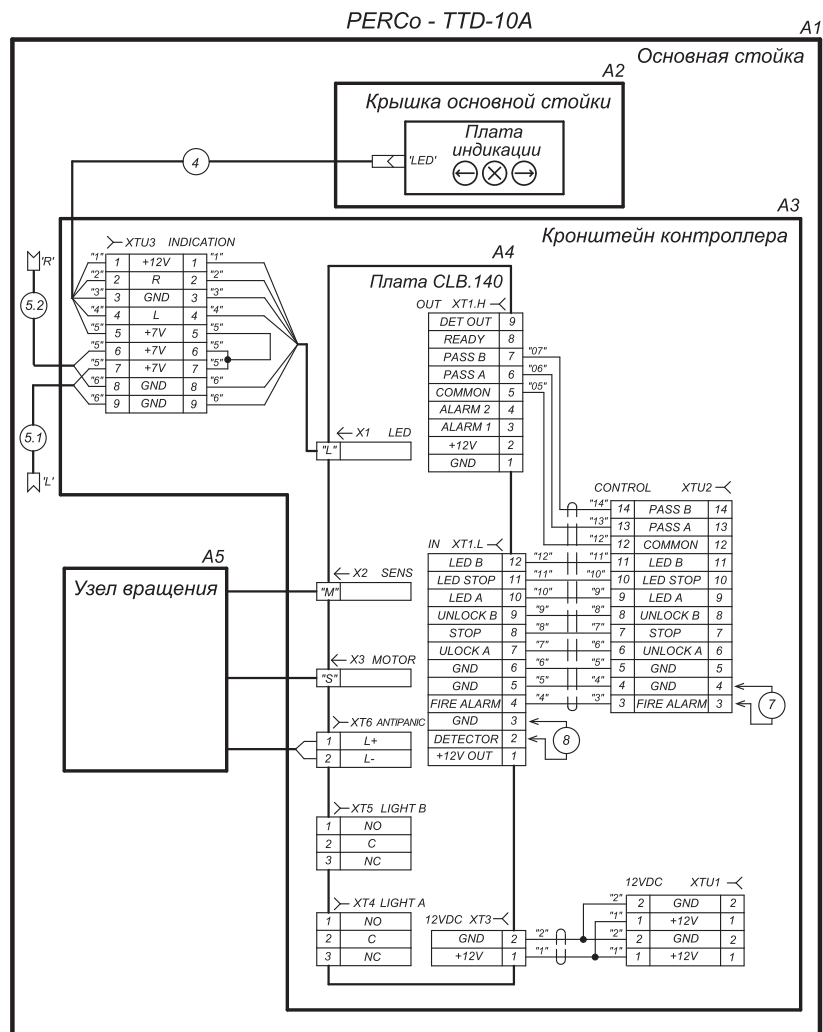 PERCo - TTD-10A
A1
Основная стойка
A2
Крышка основной стойки
Плата
индикации
'LED'
4
A3
Кронштейн контроллера
XTU3 INDICATION
"1" 1 +12V 1 "1"
"2" 2 R 2 "2"
"3" 3 GND 3 "3"
"4" 4 L 4 "4"
"5" 5 +7V 5 "5"
"5" 6 +7V 6 "5"
"5" 7 +7V 7 "5"
"6" 8 GND 8 "6"
"6" 9 GND 9 "6"
'R'
5.2
5.1
'L'
A4
Плата CLB.140
OUT XT1.H
DET OUT 9
READY 8
PASS B 7 "07"
PASS A 6 "06"
COMMON 5 "05"
ALARM 2 4
ALARM 1 3
+12V 2
GND 1
X1 LED
"L"
CONTROL XTU2
"14" 14 PASS B 14
"13" 13 PASS A 13
"12" 12 COMMON 12
"11" 11 LED B 11
"10" 10 LED STOP 10
"9" 9 LED A 9
"8" 8 UNLOCK B 8
"7" 7 STOP 7
"6" 6 UNLOCK A 6
"5" 5 GND 5
"4" 4 GND 4
"3" 3 FIRE ALARM 3
7
IN XT1.L
LED B 12 "12"
LED STOP 11 "11"
LED A 10 "10"
UNLOCK B 9 "9"
STOP 8 "8"
ULOCK A 7 "7"
GND 6 "6"
GND 5 "5"
FIRE ALARM 4 "4"
GND 3
DETECTOR 2
+12V OUT 1
8
A5
Узел вращения
X2 SENS
"M"
X3 MOTOR
"S"
XT6 ANTIPANIC
1 L+
2 L-
XT5 LIGHT B
1 NO
2 C
3 NC
XT4 LIGHT A
1 NO
2 C
3 NC
12VDC XT3
GND 2 "2"
+12V 1 "1"
12VDC XTU1
"2" 2 GND 2
"1" 1 +12V 1
"2" 2 GND 2
"1" 1 +12V 1